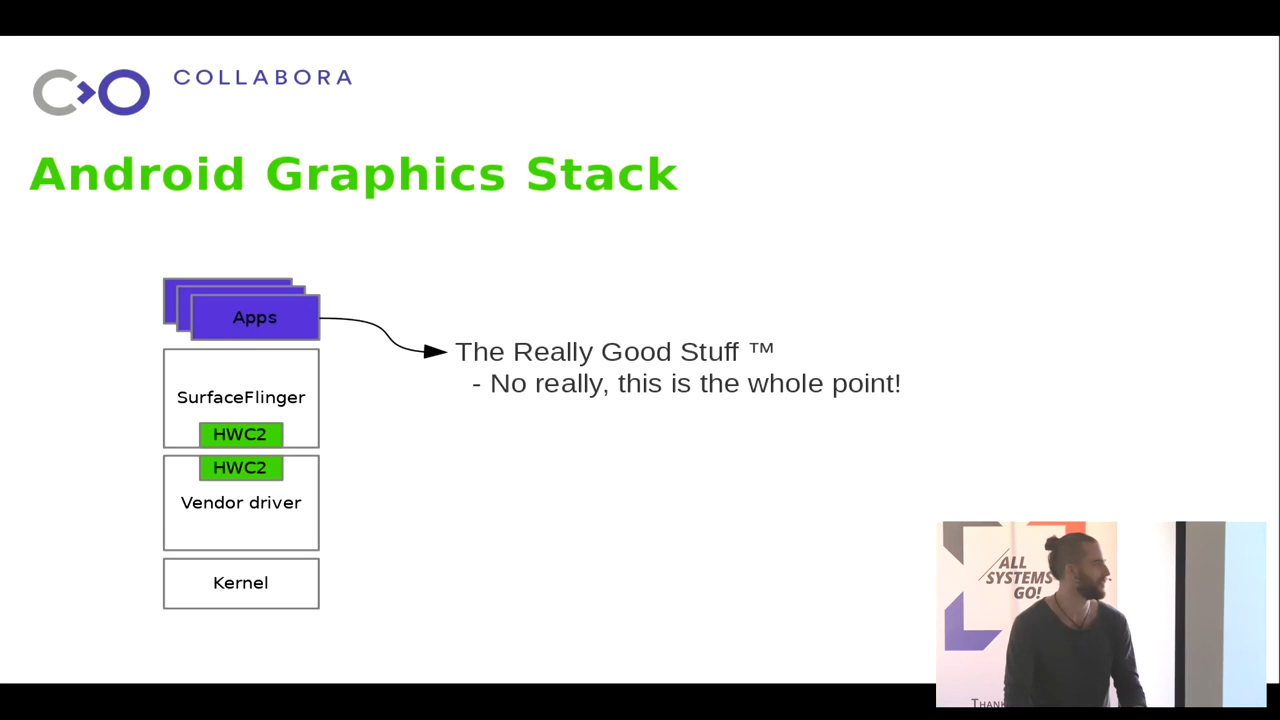 COLLABORA
Android Graphics Stack
Apps
The Really Good Stuff ™
- No really, this is the whole point!
SurfaceFlinger
HWC2
HWC2
Vendor driver
Kernel
ALL
SYSTEMS
GO!
THANK